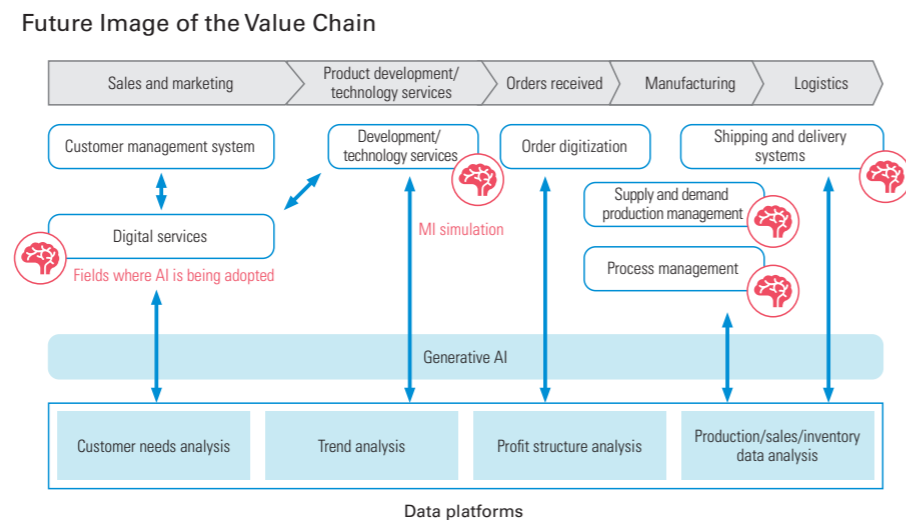 Future Image of the Value Chain
Sales and marketing
Product development/
technology services
Orders received
Manufacturing
Logistics
Customer management system
Development/
technology services
Order digitization
Shipping and delivery
systems
Supply and demand
production management
MI simulation
Digital services
Process management
Fields where AI is being adopted
Generative AI
Customer needs analysis
Trend analysis
Profit structure analysis
Production/sales/inventory
data analysis
Data platforms